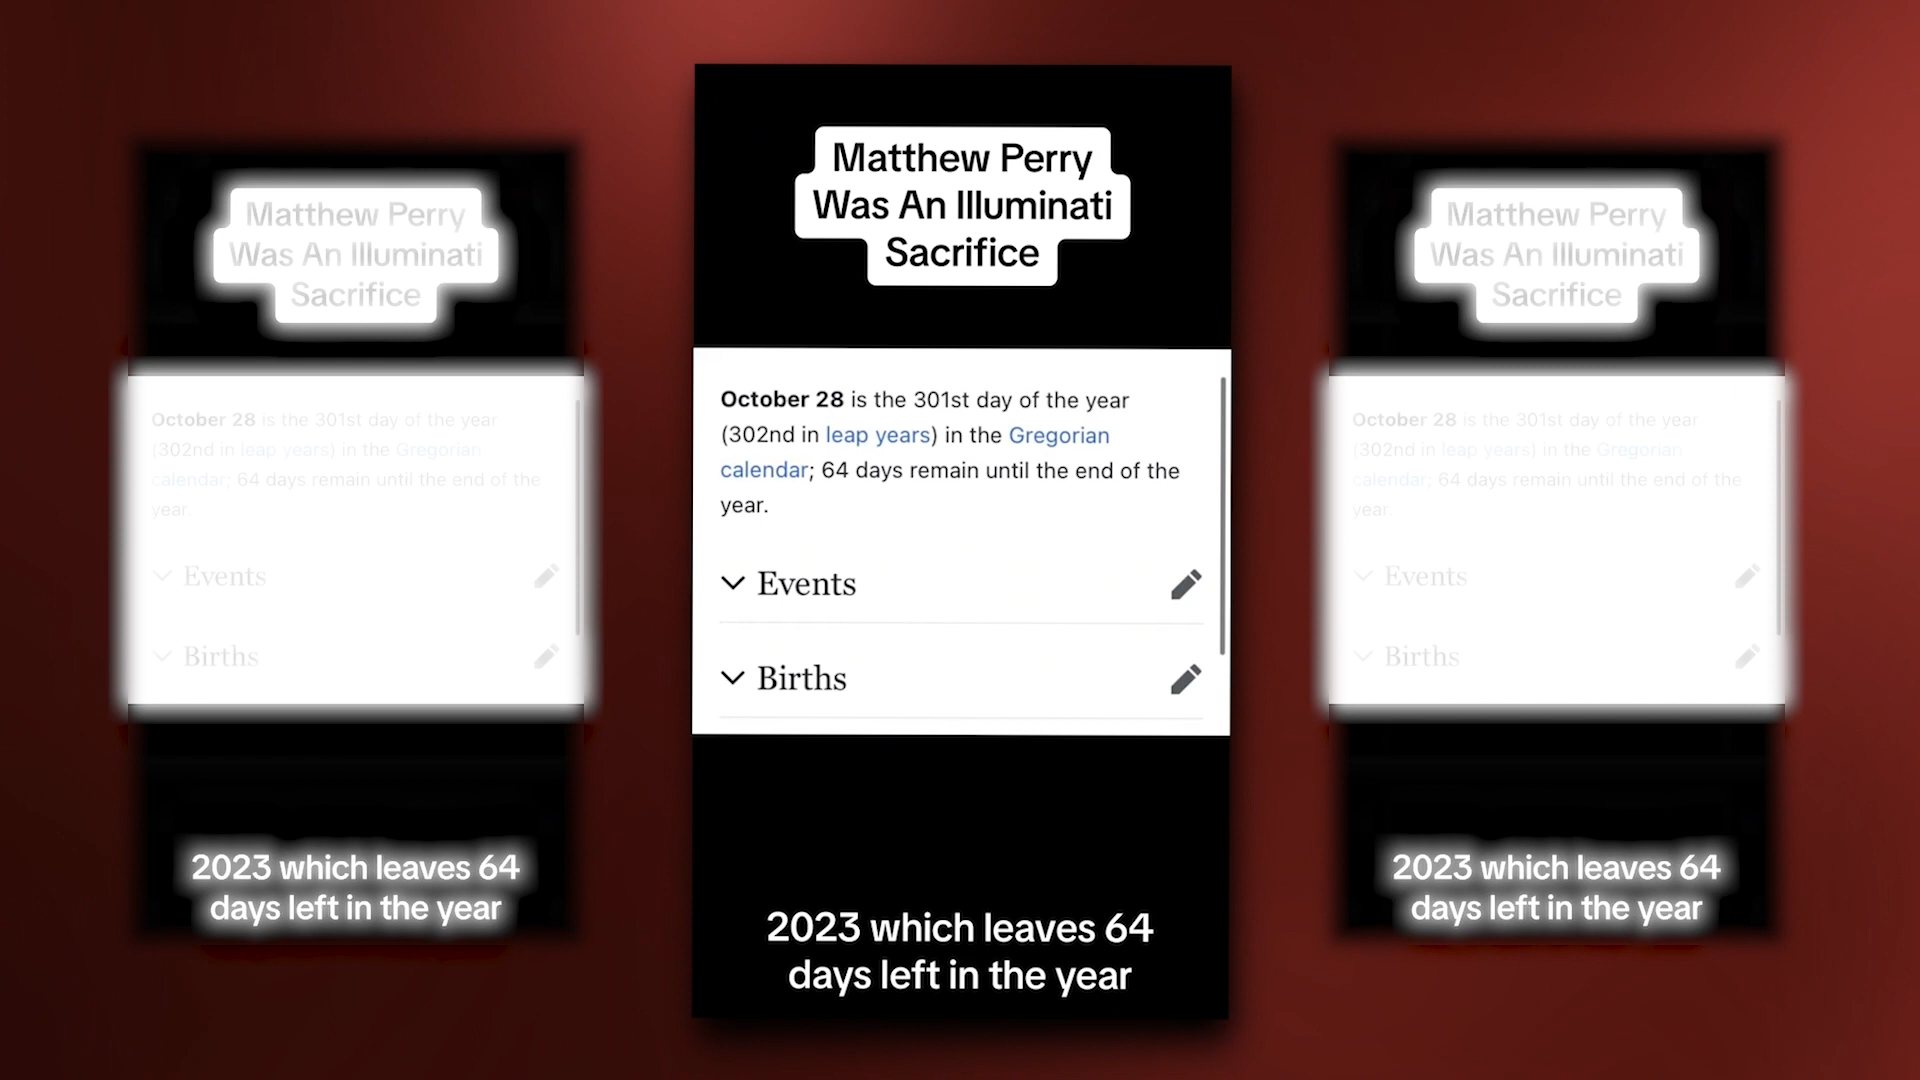 Matthew Perry
Was An Illuminati
Sacrifice
October 28 is the 301st day of the year
(302nd in leap years) in the Gregorian
calendar; 64 days remain until the end of the
year.
Events
Births
2023 which leaves 64
days left in the year
Matthew Perry
Was An Illuminati
Sacrifice
October 28 is the 301st day of the year
(302nd in leap years) in the Gregorian
calendar; 64 days remain until the end of the
year.
Events
Births
2023 which leaves 64
days left in the year
Matthew Perry
Was An Illuminati
Sacrifice
October 28 is the 301st day of the year
(302nd in leap years) in the Gregorian
calendar; 64 days remain until the end of the
year.
Events
Births
2023 which leaves 64
days left in the year